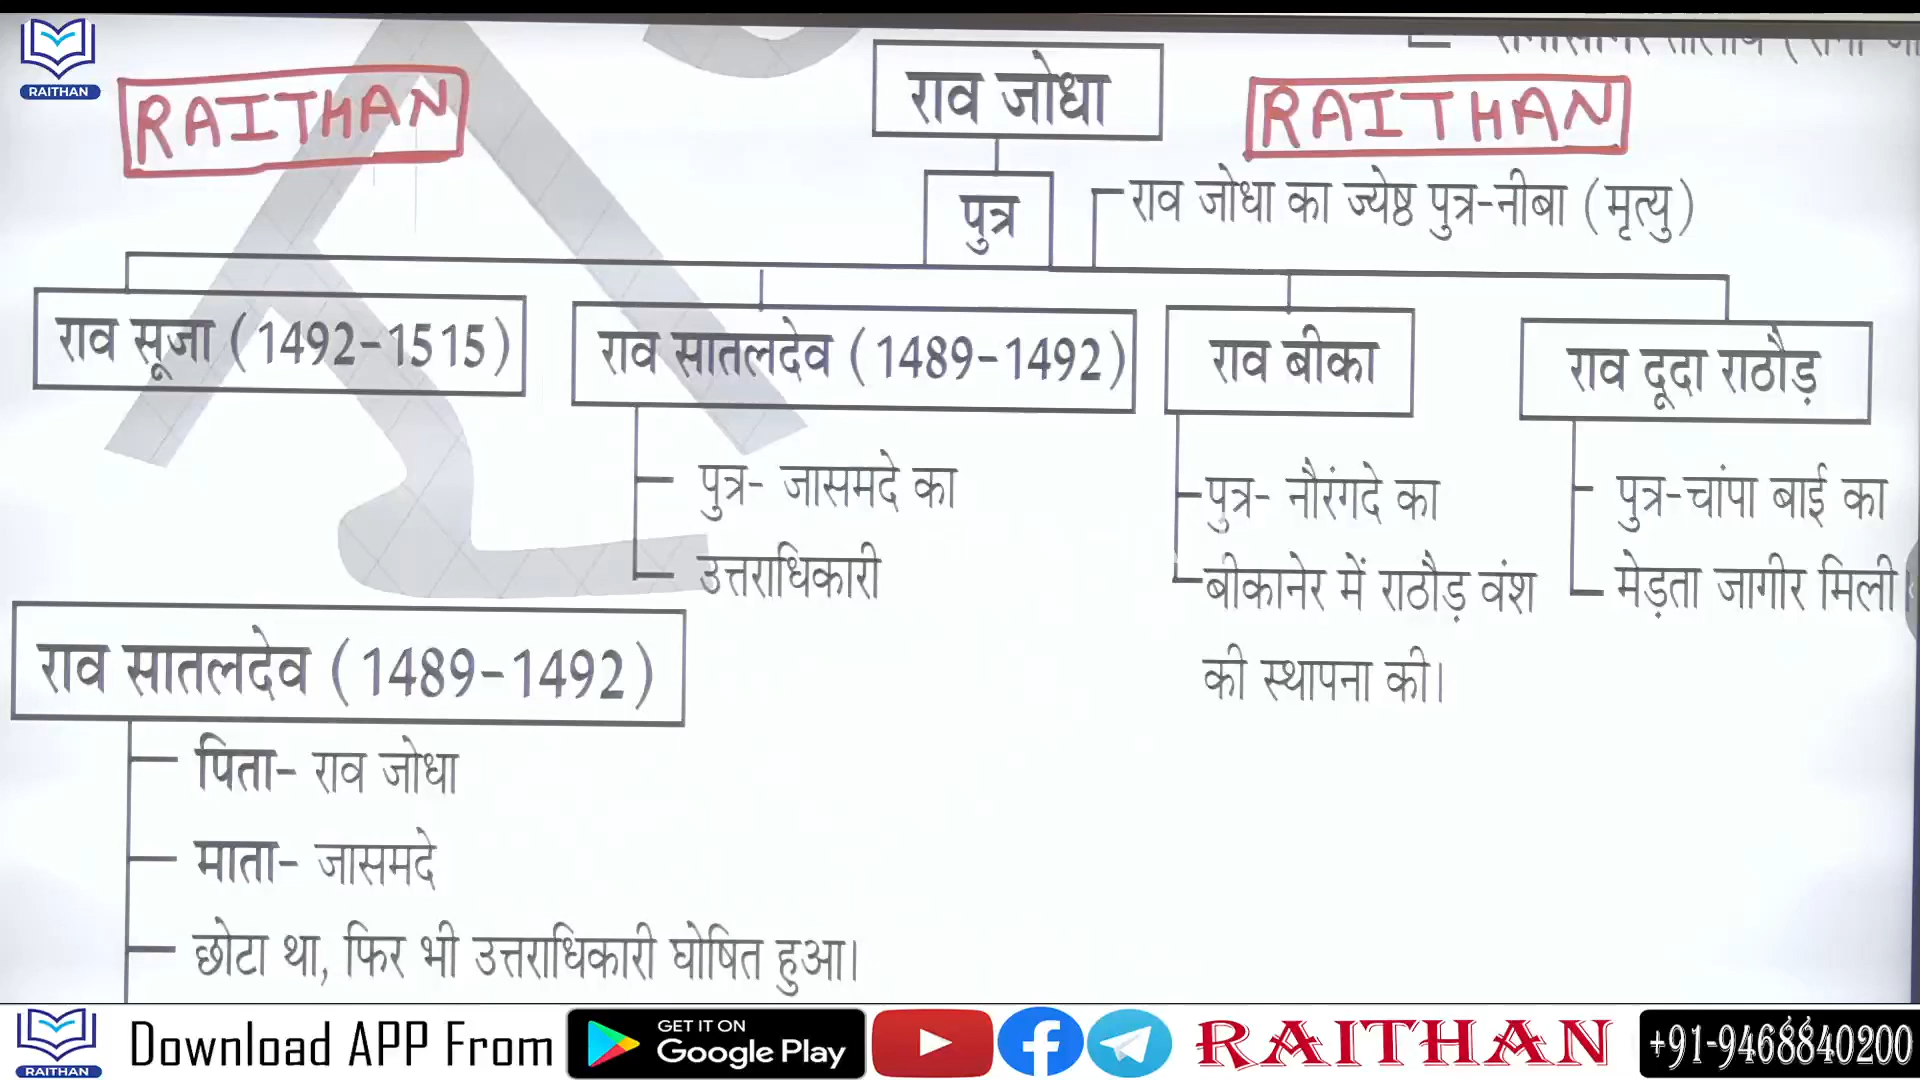 RAITHAN
RAITHAN
राव जोधा
RAITHAN
पुत्र
राव जोधा का ज्येष्ठ पुत्र-नीबा (मृत्यु)
राव सूजा (1492-1515)
राव सातलदेव (1489-1492)
राव बीका
राव दूदा राठौड़
पुत्र- जासमदे का
उत्तराधिकारी
पुत्र- नौरंगदे का
बीकानेर में राठौड़ वंश
की स्थापना की।
पुत्र-चांपा बाई का
मेड़ता जागीर मिली
राव सातलदेव (1489-1492)
पिता- राव जोधा
माता- जासमदे
छोटा था, फिर भी उत्तराधिकारी घोषित हुआ।
RAITHAN
Download APP From
GET IT ON
Google Play
RAITHAN
+91-9468840200